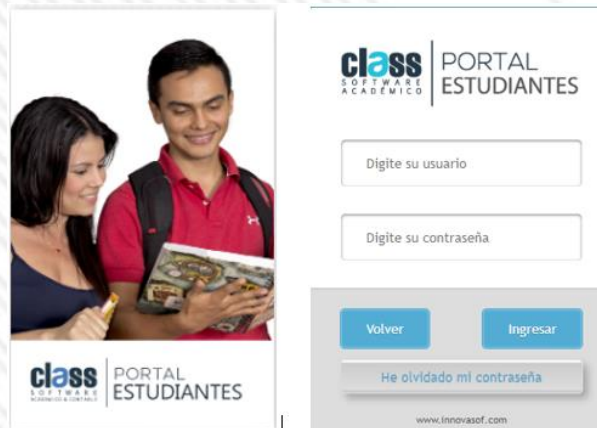 class
SOFTWARE
ACADÉMICO & CONTABLE
PORTAL
ESTUDIANTES
class
SOFTWARE
ACADÉMICO
PORTAL
ESTUDIANTES
Digite su usuario
Digite su contraseña
Volver
Ingresar
He olvidado mi contraseña
www.innovasof.com